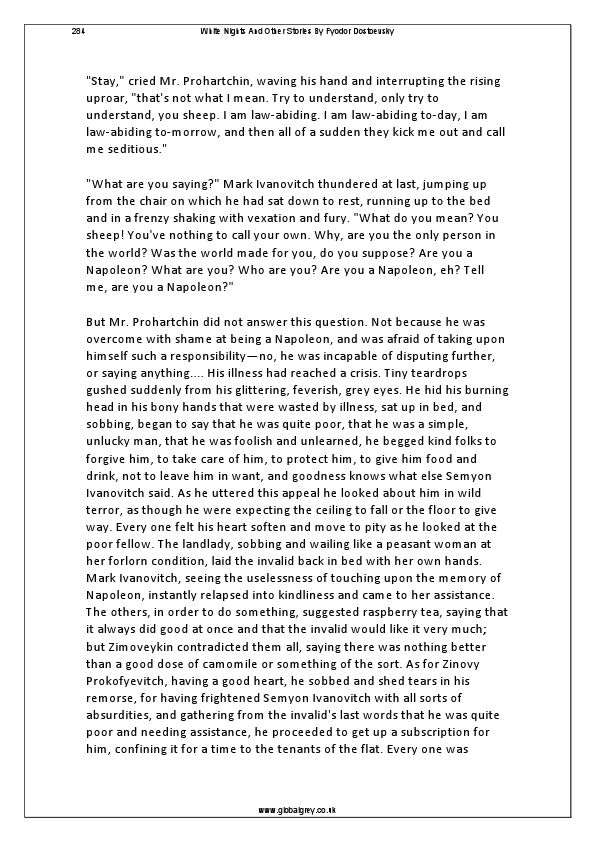 284 White Nights And Other Stories By Fyodor Dostoevsky
"Stay," cried Mr. Prohartchin, waving his hand and interrupting the rising
uproar, "that's not what I mean. Try to understand, only try to
understand, you sheep. I am law-abiding. I am law-abiding to-day, I am
law-abiding to-morrow, and then all of a sudden they kick me out and call
me seditious."
"What are you saying?" Mark Ivanovitch thundered at last, jumping up
from the chair on which he had sat down to rest, running up to the bed
and in a frenzy shaking with vexation and fury. "What do you mean? You
sheep! You've nothing to call your own. Why, are you the only person in
the world? Was the world made for you, do you suppose? Are you a
Napoleon? What are you? Who are you? Are you a Napoleon, eh? Tell
me, are you a Napoleon?"
But Mr. Prohartchin did not answer this question. Not because he was
overcome with shame at being a Napoleon, and was afraid of taking upon
himself such a responsibility—no, he was incapable of disputing further,
or saying anything.... His illness had reached a crisis. Tiny teardrops
gushed suddenly from his glittering, feverish, grey eyes. He hid his burning
head in his bony hands that were wasted by illness, sat up in bed, and
sobbing, began to say that he was quite poor, that he was a simple,
unlucky man, that he was foolish and unlearned, he begged kind folks to
forgive him, to take care of him, to protect him, to give him food and
drink, not to leave him in want, and goodness knows what else Semyon
Ivanovitch said. As he uttered this appeal he looked about him in wild
terror, as though he were expecting the ceiling to fall or the floor to give
way. Every one felt his heart soften and move to pity as he looked at the
poor fellow. The landlady, sobbing and wailing like a peasant woman at
her forlorn condition, laid the invalid back in bed with her own hands.
Mark Ivanovitch, seeing the uselessness of touching upon the memory of
Napoleon, instantly relapsed into kindliness and came to her assistance.
The others, in order to do something, suggested raspberry tea, saying that
it always did good at once and that the invalid would like it very much;
but Zimoveykin contradicted them all, saying there was nothing better
than a good dose of camomile or something of the sort. As for Zinovy
Prokofyevitch, having a good heart, he sobbed and shed tears in his
remorse, for having frightened Semyon Ivanovitch with all sorts of
absurdities, and gathering from the invalid's last words that he was quite
poor and needing assistance, he proceeded to get up a subscription for
him, confining it for a time to the tenants of the flat. Every one was
www.globalgrey.co.uk